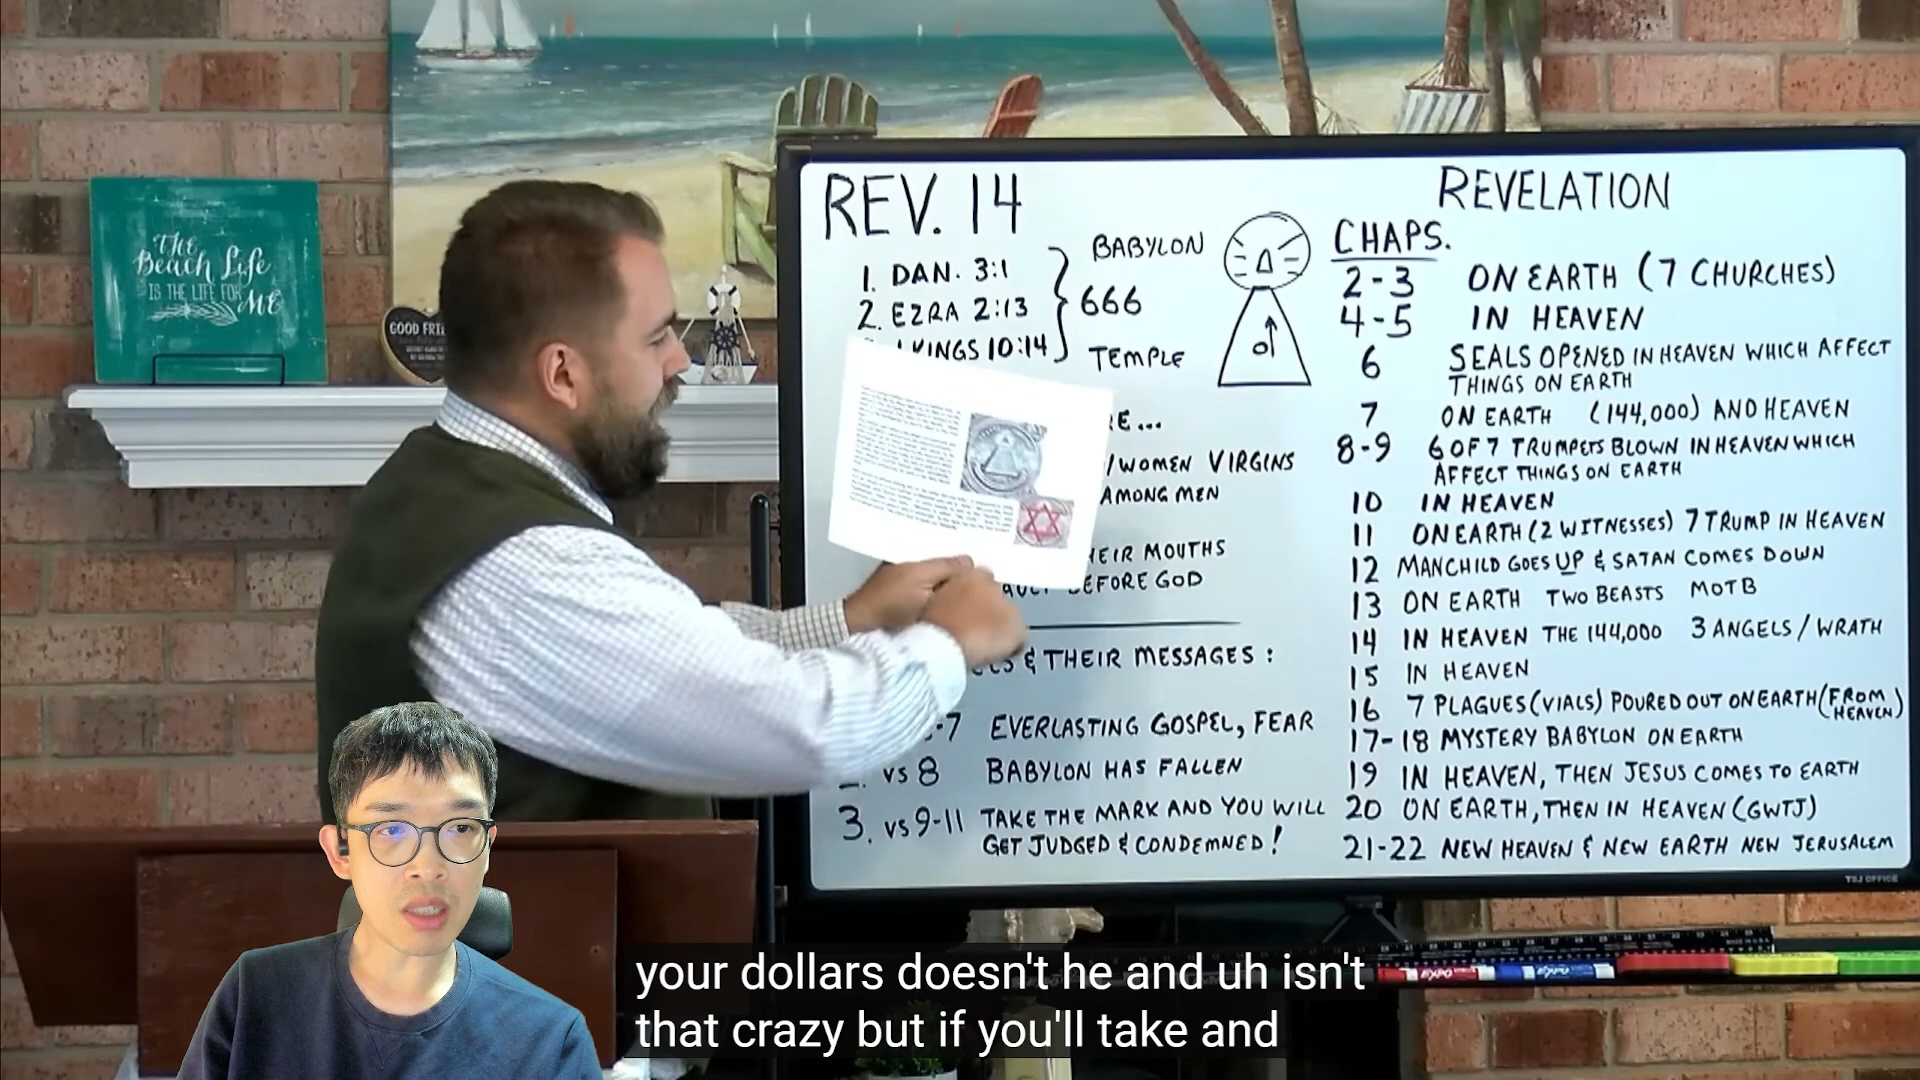 THE
Beach Life
IS THE LIFE FOR
ME
GOOD FRIE
REV. 14
1. DAN. 3:1
2. EZRA 2:13
KINGS 10:14
BABYLON
666
TEMPLE
RE...
/WOMEN VIRGINS
AMONG MEN
HEIR MOUTHS
BEFORE GOD
& THEIR MESSAGES:
-7 EVERLASTING GOSPEL, FEAR
vs 8 BABYLON HAS FALLEN
3. vs 9-11 TAKE THE MARK AND YOU WILL
GET JUDGED & CONDEMNED!
REVELATION
CHAPS.
2-3 ON EARTH (7 CHURCHES)
4-5 IN HEAVEN
6 SEALS OPENED IN HEAVEN WHICH AFFECT
THINGS ON EARTH
7 ON EARTH (144,000) AND HEAVEN
8-9 6 OF 7 TRUMPETS BLOWN IN HEAVEN WHICH
AFFECT THINGS ON EARTH
10 IN HEAVEN
11 ON EARTH (2 WITNESSES) 7 TRUMP IN HEAVEN
12 MANCHILD GOES UP & SATAN COMES DOWN
13 ON EARTH TWO BEASTS MOTB
14 IN HEAVEN THE 144,000 3 ANGELS / WRATH
15 IN HEAVEN
16 7 PLAGUES (VIALS) POURED OUT ON EARTH (FROM
HEAVEN)
17-18 MYSTERY BABYLON ON EARTH
19 IN HEAVEN, THEN JESUS COMES TO EARTH
20 ON EARTH, THEN IN HEAVEN (GWTJ)
21-22 NEW HEAVEN & NEW EARTH NEW JERUSALEM
EXPO
EXPO
your dollars doesn't he and uh isn't
that crazy but if you'll take and